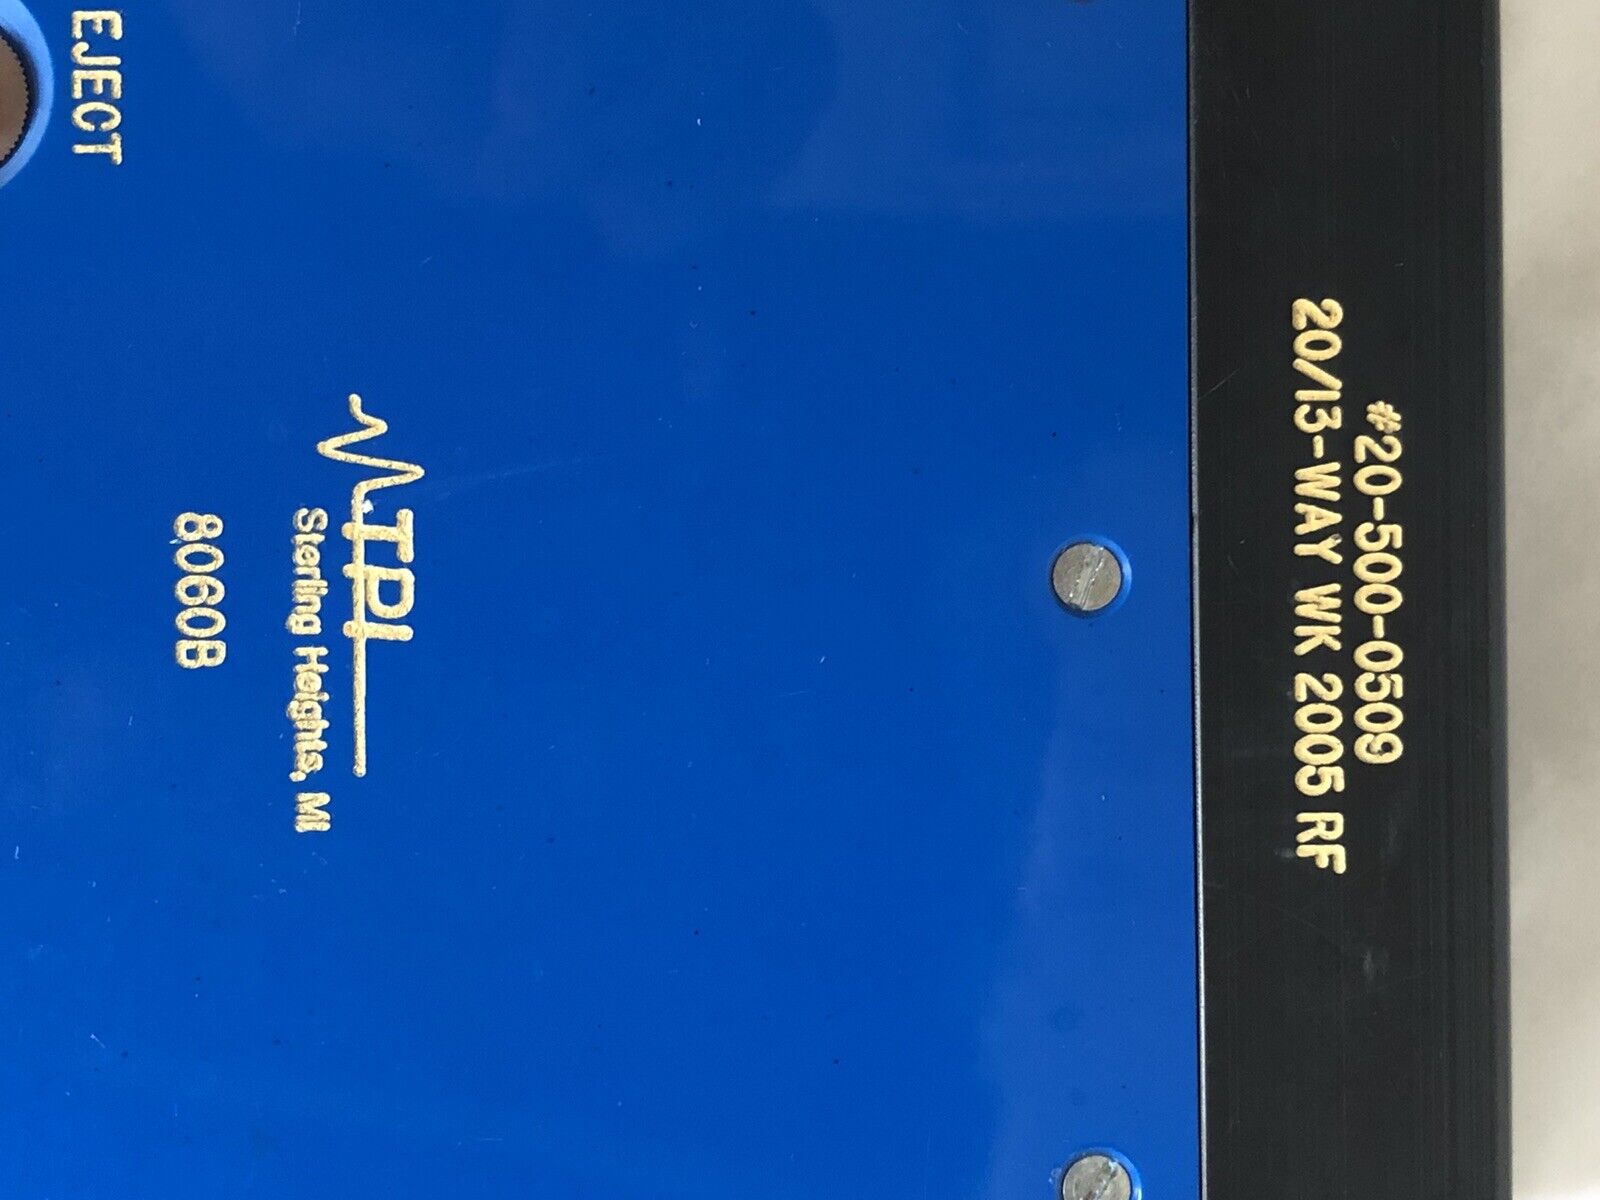 #20-500-0509
20/13-WAY WK 2005 RF
TPI
Sterling Heights, MI
8060B
EJECT